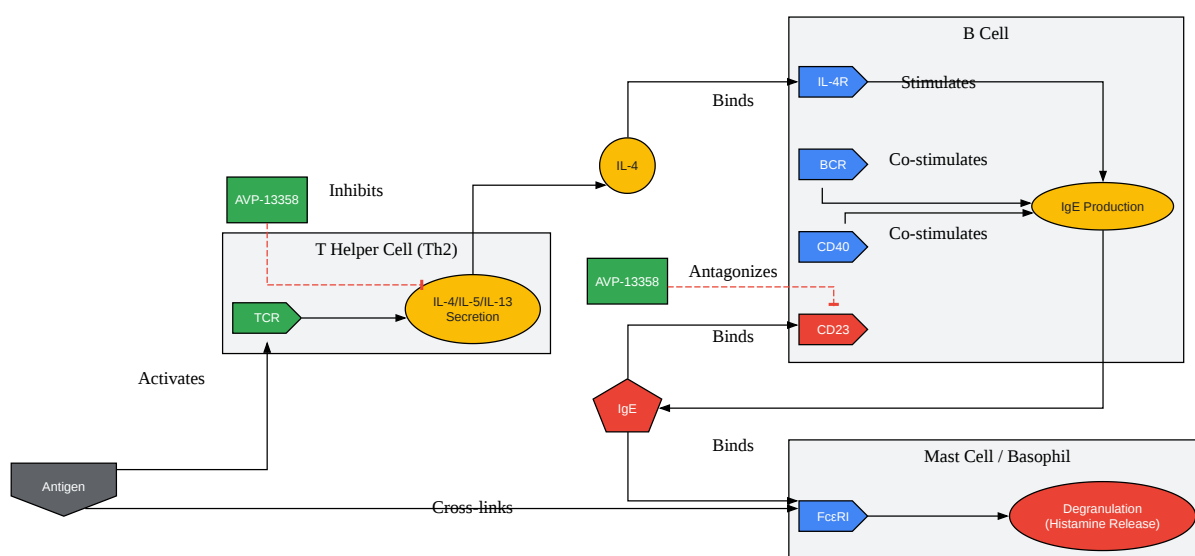 B Cell
IL-4R
Stimulates
Binds
IL-4
BCR
Co-stimulates
AVP-13358
Inhibits
IgE Production
T Helper Cell (Th2)
CD40
Co-stimulates
AVP-13358
Antagonizes
IL-4/IL-5/IL-13
Secretion
TCR
CD23
Binds
Activates
IgE
Binds
Mast Cell / Basophil
Antigen
Cross-links
FcεRI
Degranulation
(Histamine Release)